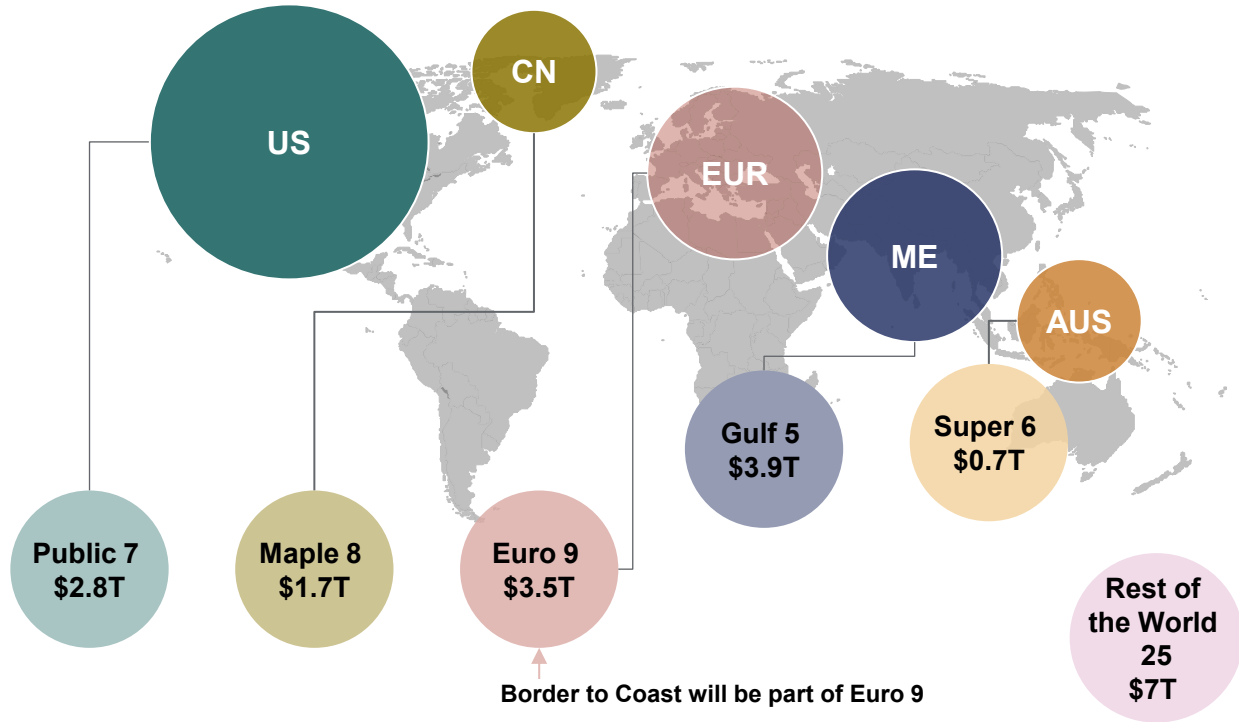 US
CN
EUR
ME
AUS
Gulf 5
$3.9T
Super 6
$0.7T
Public 7
$2.8T
Maple 8
$1.7T
Euro 9
$3.5T
Rest of
the World
25
$7T
Border to Coast will be part of Euro 9